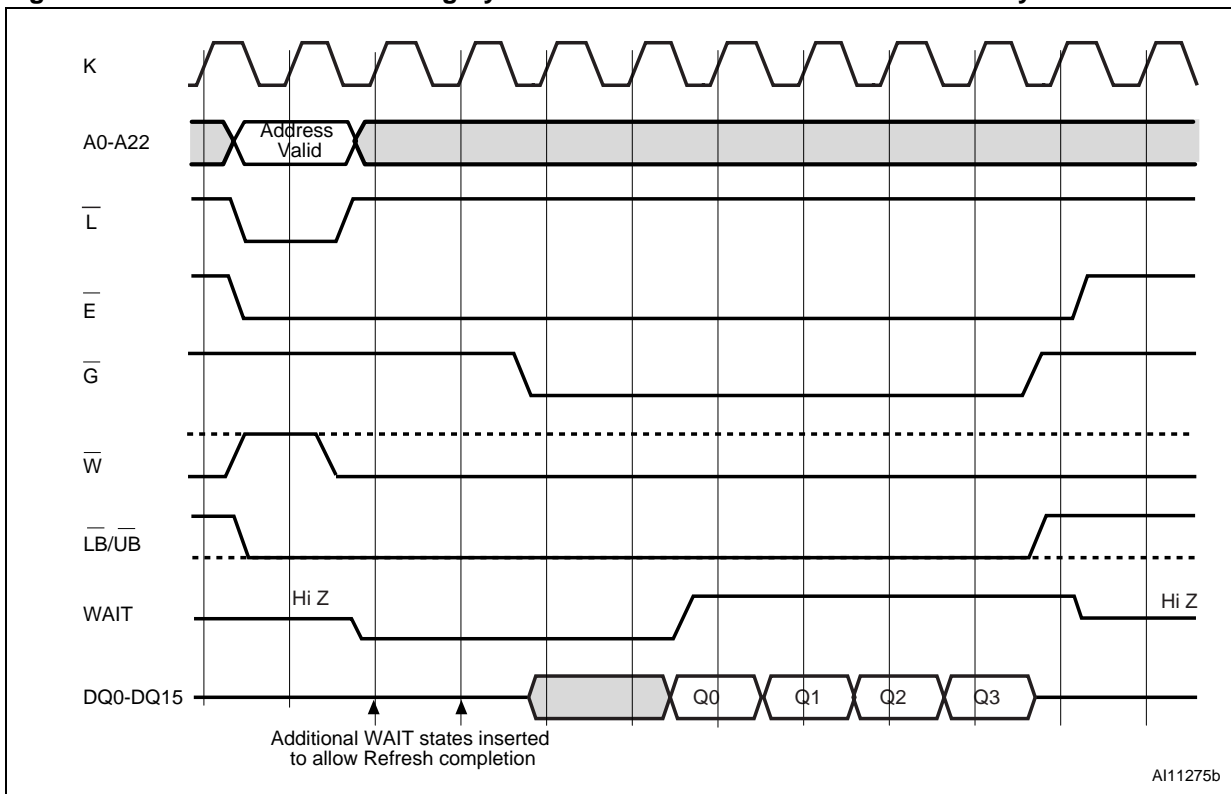 K
A0-A22
Address
Valid
L
E
G
W
LB/UB
WAIT
Hi Z
Hi Z
DQ0-DQ15
Q0
Q1
Q2
Q3
Additional WAIT states inserted
to allow Refresh completion
AI11275b